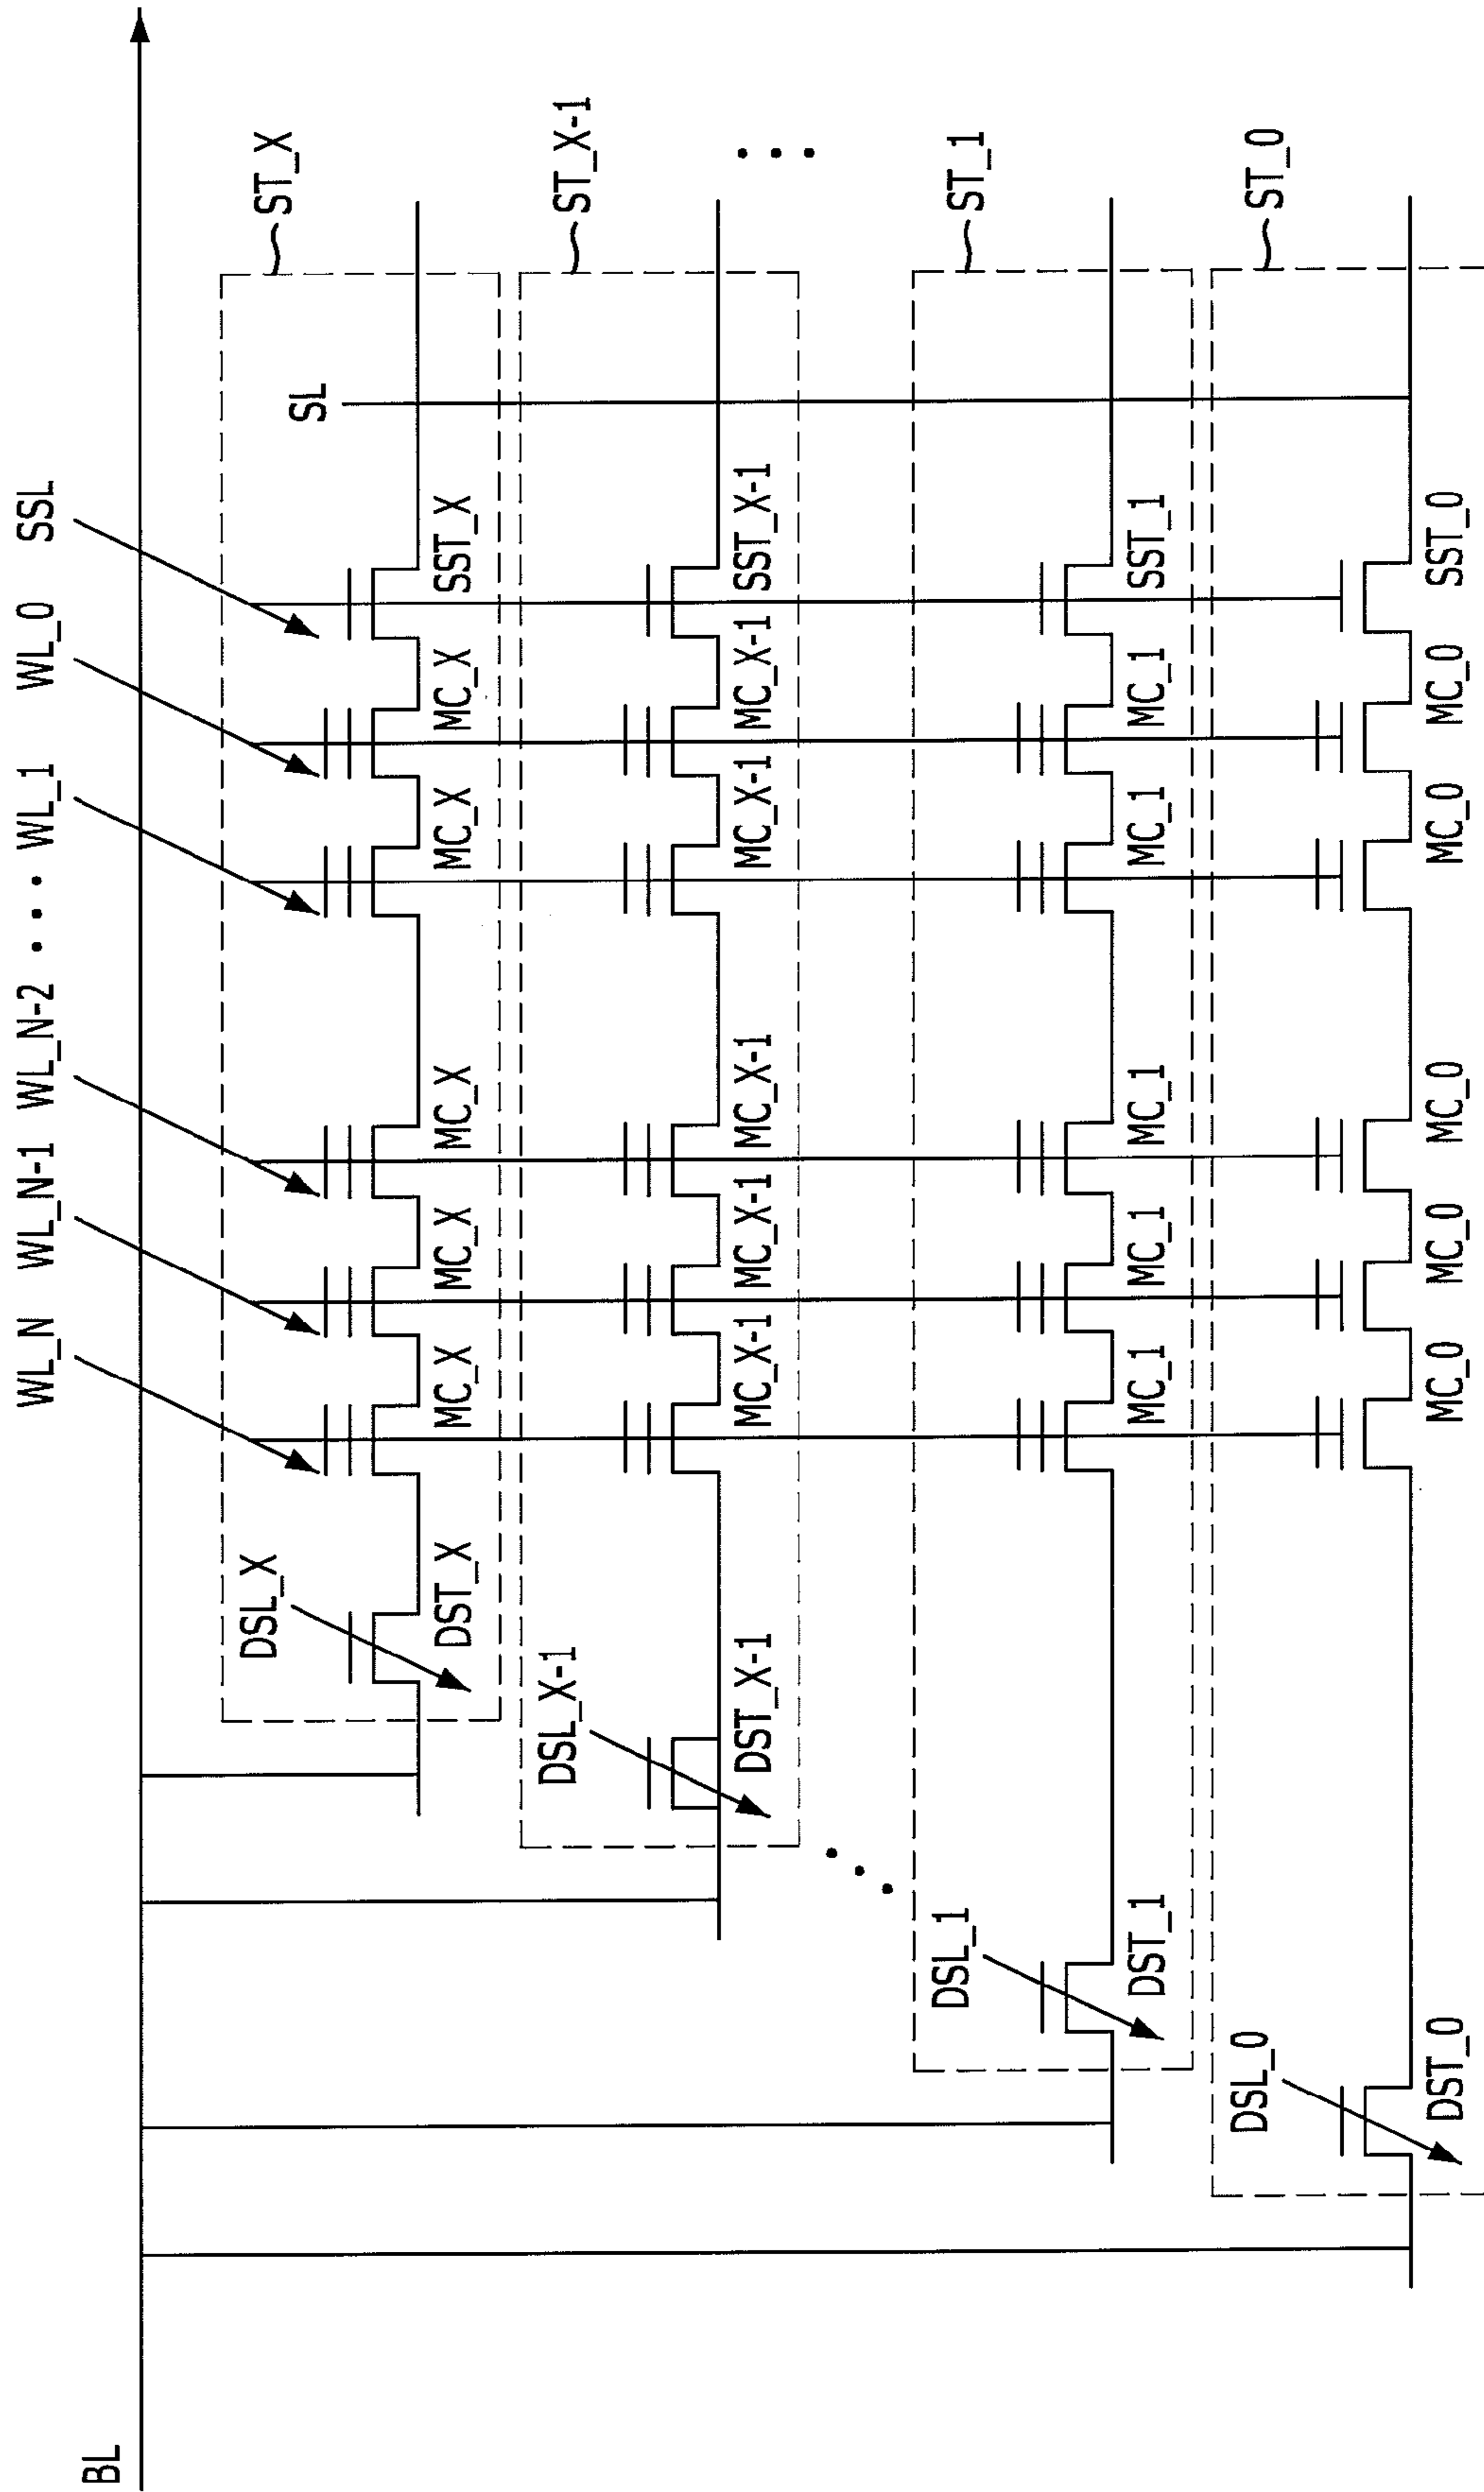 WL_N WL_N-1 WL_N-2 ••• WL_1 WL_0 SSL
BL
DSL_X ST_X
SL
DST_X MC_X MC_X MC_X MC_X MC_X SST_X
DSL_X-1 ST_X-1
DST_X-1 MC_X-1 MC_X-1 MC_X-1 MC_X-1 MC_X-1 SST_X-1
DSL_1 ST_1
DST_1 MC_1 MC_1 MC_1 MC_1 MC_1 SST_1
DSL_0 ST_0
DST_0 MC_0 MC_0 MC_0 MC_0 MC_0 SST_0